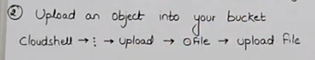 ② Upload an object into your bucket
Cloudshell → ⋮ → upload → ⊙File → upload File